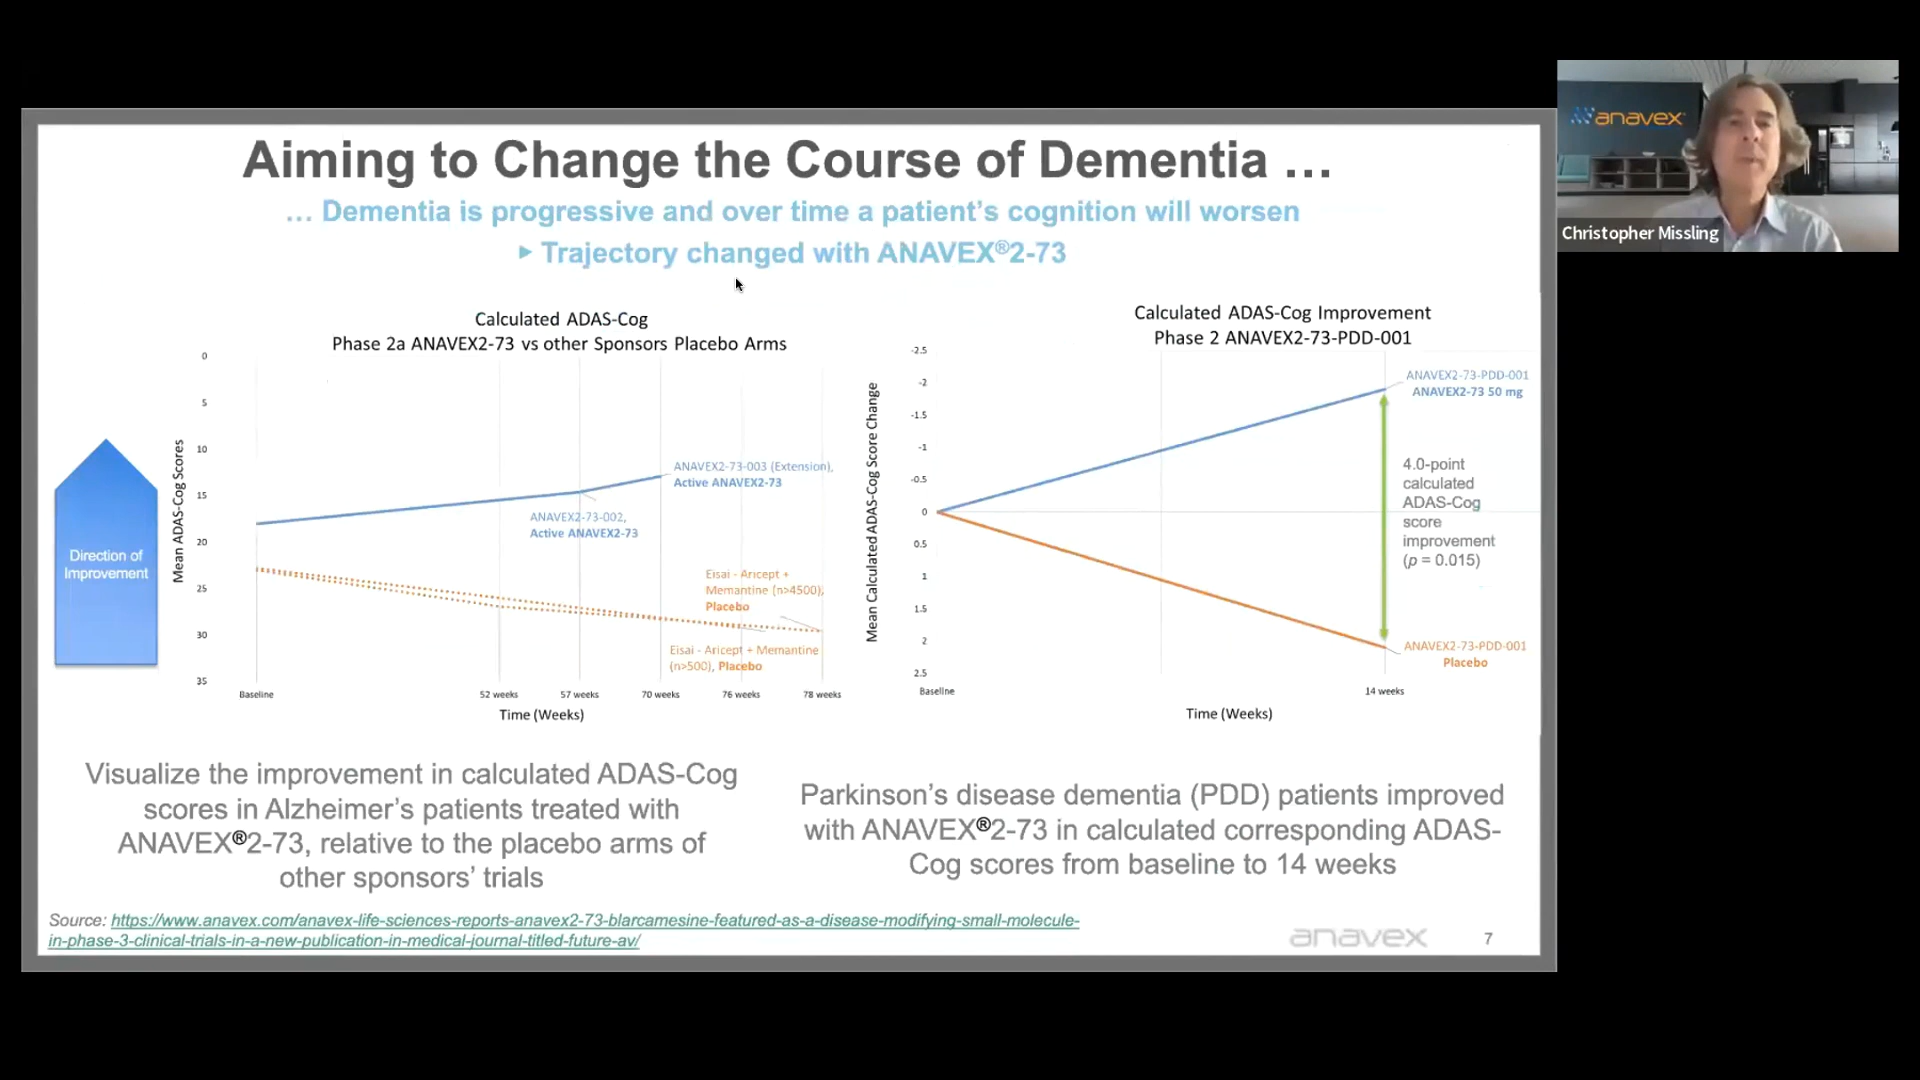 Aiming to Change the Course of Dementia ...
... Dementia is progressive and over time a patient's cognition will worsen
▸ Trajectory changed with ANAVEX®2-73
anavex
Christopher Missling
Direction of
Improvement
Calculated ADAS-Cog
Phase 2a ANAVEX2-73 vs other Sponsors Placebo Arms
Mean ADAS-Cog Scores
0
5
10
15
20
25
30
35
ANAVEX2-73-003 (Extension),
Active ANAVEX2-73
ANAVEX2-73-002,
Active ANAVEX2-73
Eisai - Aricept +
Memantine (n>4500),
Placebo
Eisai - Aricept + Memantine
(n>500), Placebo
Baseline 52 weeks 57 weeks 70 weeks 76 weeks 78 weeks
Time (Weeks)
Calculated ADAS-Cog Improvement
Phase 2 ANAVEX2-73-PDD-001
Mean Calculated ADAS-Cog Score Change
-2.5
-2
-1.5
-1
-0.5
0
0.5
1
1.5
2
2.5
ANAVEX2-73-PDD-001
ANAVEX2-73 50 mg
4.0-point
calculated
ADAS-Cog
score
improvement
(p = 0.015)
ANAVEX2-73-PDD-001
Placebo
Baseline 14 weeks
Time (Weeks)
Visualize the improvement in calculated ADAS-Cog
scores in Alzheimer's patients treated with
ANAVEX®2-73, relative to the placebo arms of
other sponsors' trials
Parkinson's disease dementia (PDD) patients improved
with ANAVEX®2-73 in calculated corresponding ADAS-
Cog scores from baseline to 14 weeks
Source: https://www.anavex.com/anavex-life-sciences-reports-anavex2-73-blarcamesine-featured-as-a-disease-modifying-small-molecule-
in-phase-3-clinical-trials-in-a-new-publication-in-medical-journal-titled-future-av/
anavex
7